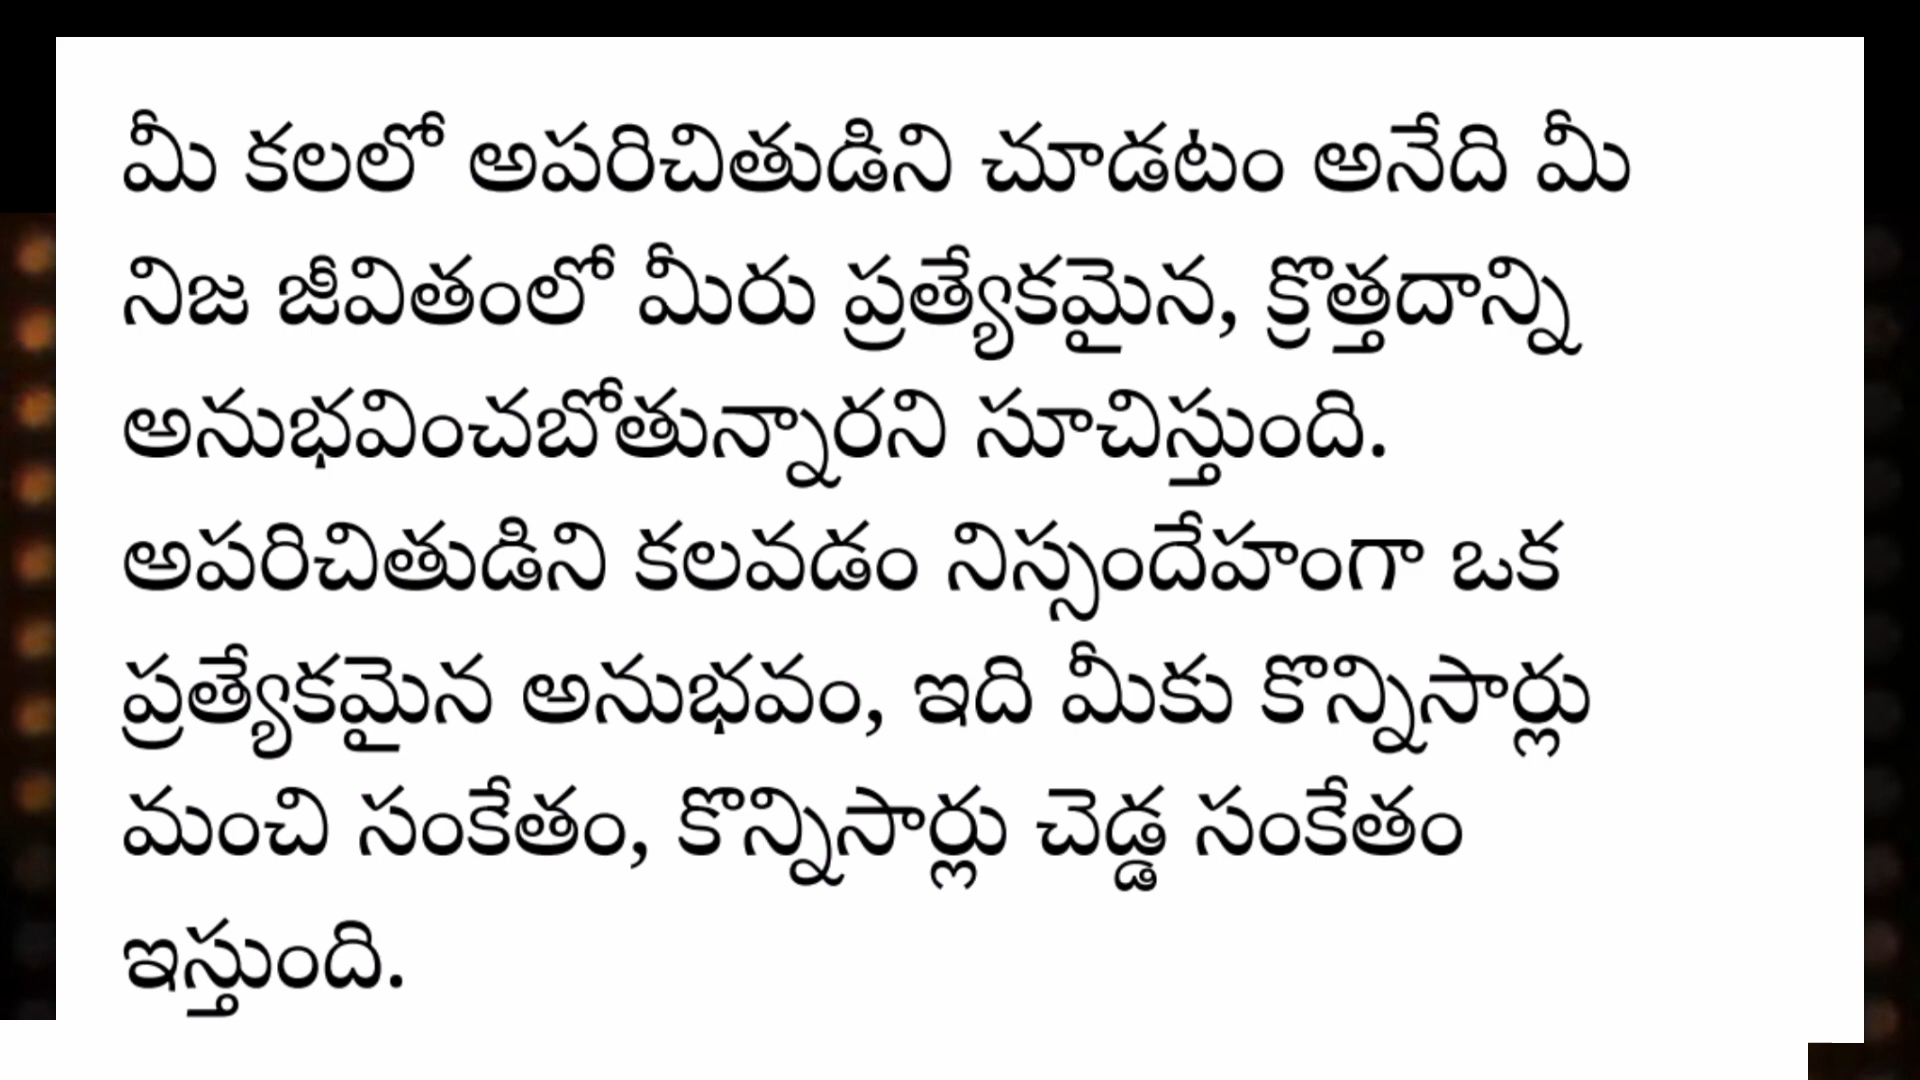 మీ కలలో అపరిచితుడిని చూడటం అనేది మీ
నిజ జీవితంలో మీరు ప్రత్యేకమైన, క్రొత్తదాన్ని
అనుభవించబోతున్నారని సూచిస్తుంది.
అపరిచితుడిని కలవడం నిస్సందేహంగా ఒక
ప్రత్యేకమైన అనుభవం, ఇది మీకు కొన్నిసార్లు
మంచి సంకేతం, కొన్నిసార్లు చెడ్డ సంకేతం
ఇస్తుంది.